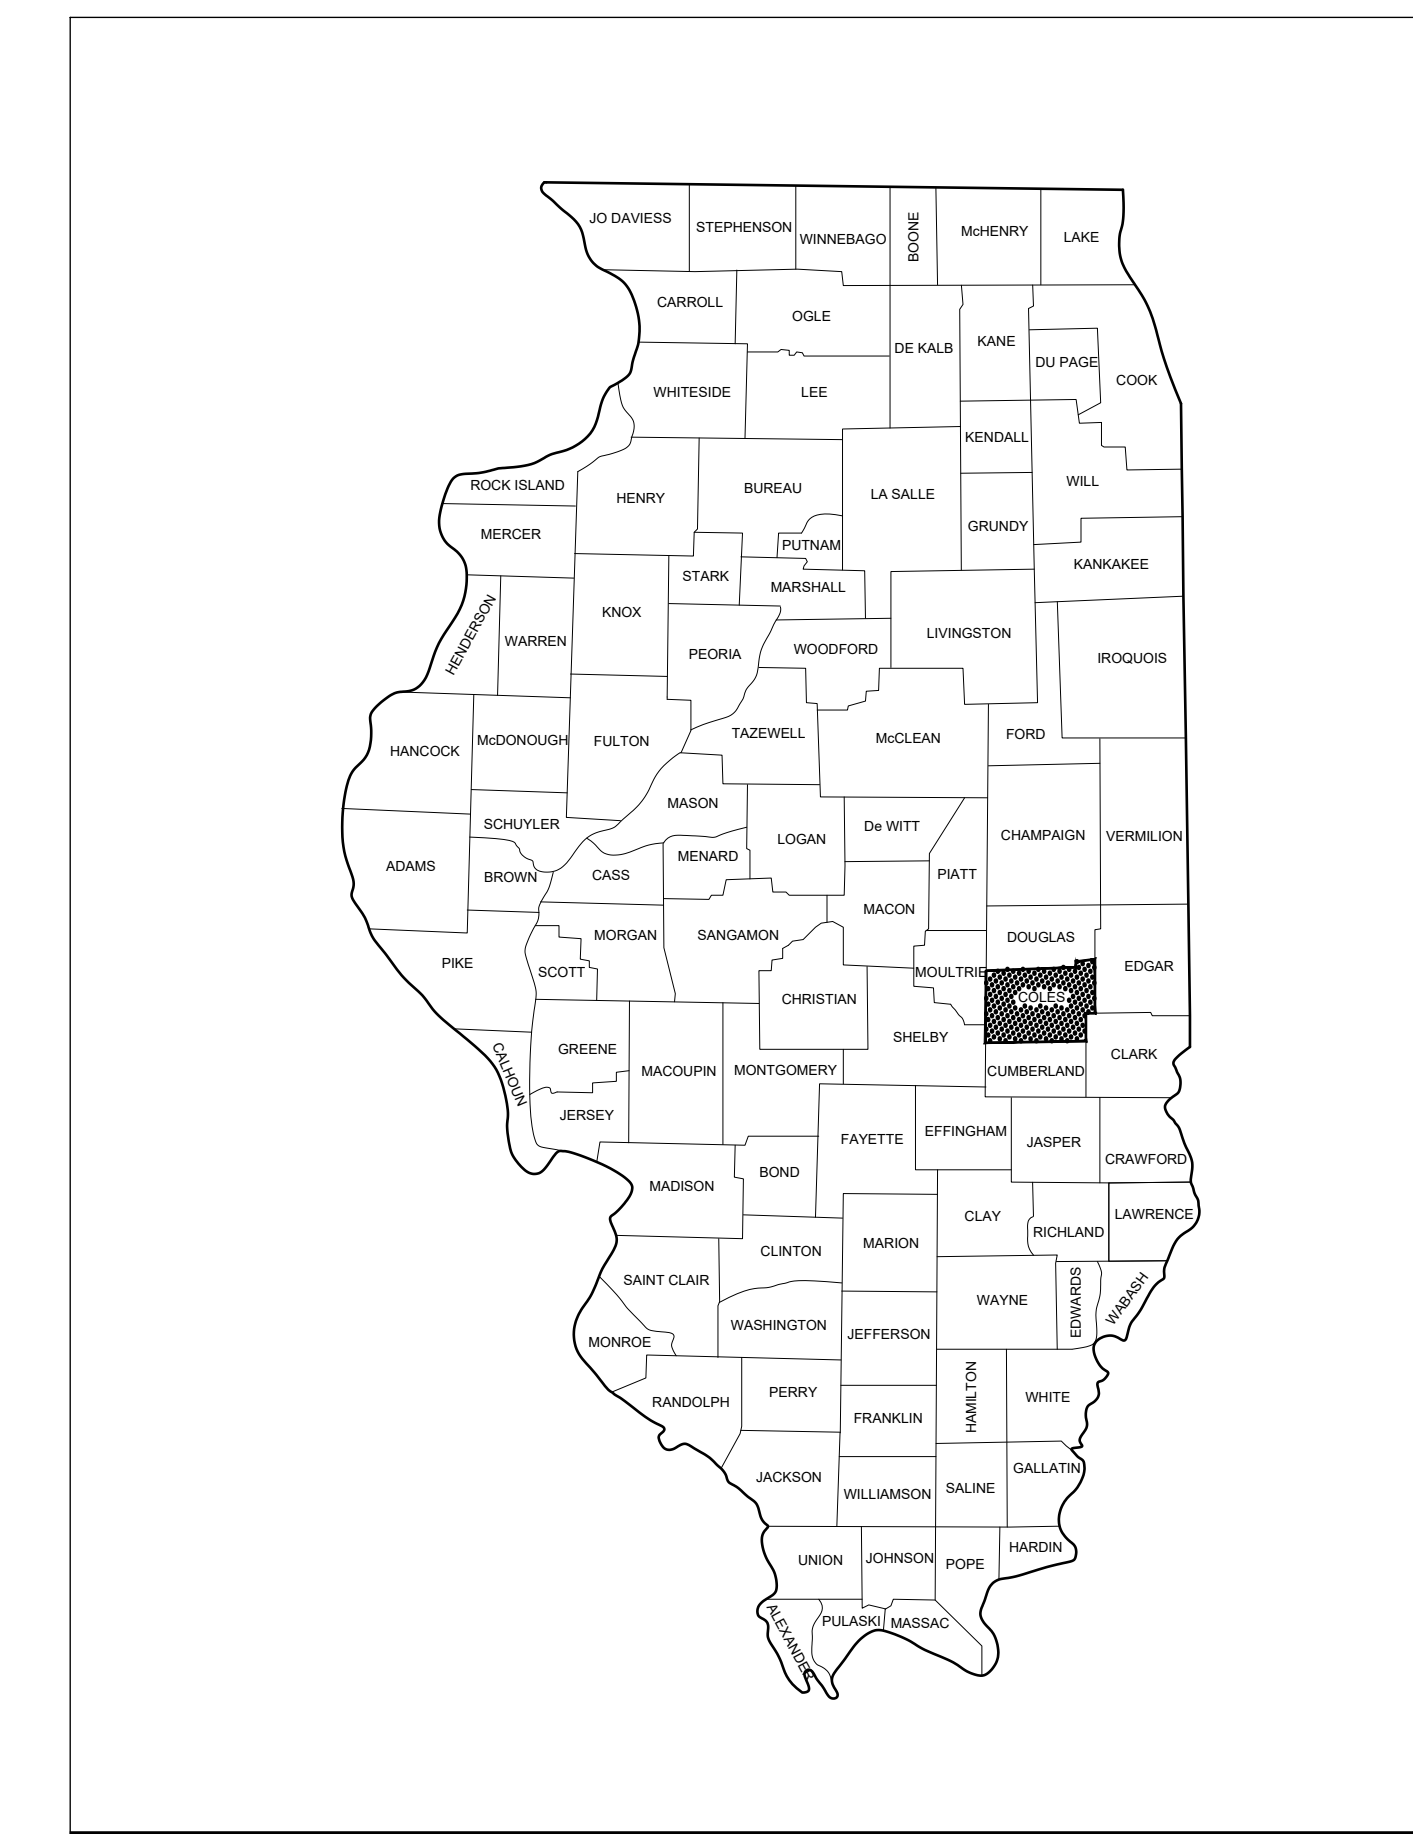 JO DAVIESS
STEPHENSON
WINNEBAGO
BOONE
McHENRY
LAKE
CARROLL
OGLE
DE KALB
KANE
DU PAGE
COOK
WHITESIDE
LEE
KENDALL
ROCK ISLAND
HENRY
BUREAU
LA SALLE
WILL
MERCER
PUTNAM
GRUNDY
KANKAKEE
STARK
MARSHALL
HENDERSON
WARREN
KNOX
PEORIA
WOODFORD
LIVINGSTON
IROQUOIS
HANCOCK
McDONOUGH
FULTON
TAZEWELL
McCLEAN
FORD
MASON
SCHUYLER
LOGAN
De WITT
CHAMPAIGN
VERMILION
ADAMS
BROWN
CASS
MENARD
PIATT
MACON
PIKE
SCOTT
MORGAN
SANGAMON
DOUGLAS
EDGAR
MOULTRIE
CHRISTIAN
COLES
SHELBY
CALHOUN
GREENE
MACOUPIN
MONTGOMERY
CUMBERLAND
CLARK
JERSEY
FAYETTE
EFFINGHAM
JASPER
CRAWFORD
MADISON
BOND
CLAY
RICHLAND
LAWRENCE
CLINTON
MARION
SAINT CLAIR
WAYNE
EDWARDS
WABASH
MONROE
WASHINGTON
JEFFERSON
RANDOLPH
PERRY
FRANKLIN
HAMILTON
WHITE
JACKSON
WILLIAMSON
SALINE
GALLATIN
UNION
JOHNSON
POPE
HARDIN
ALEXANDER
PULASKI
MASSAC